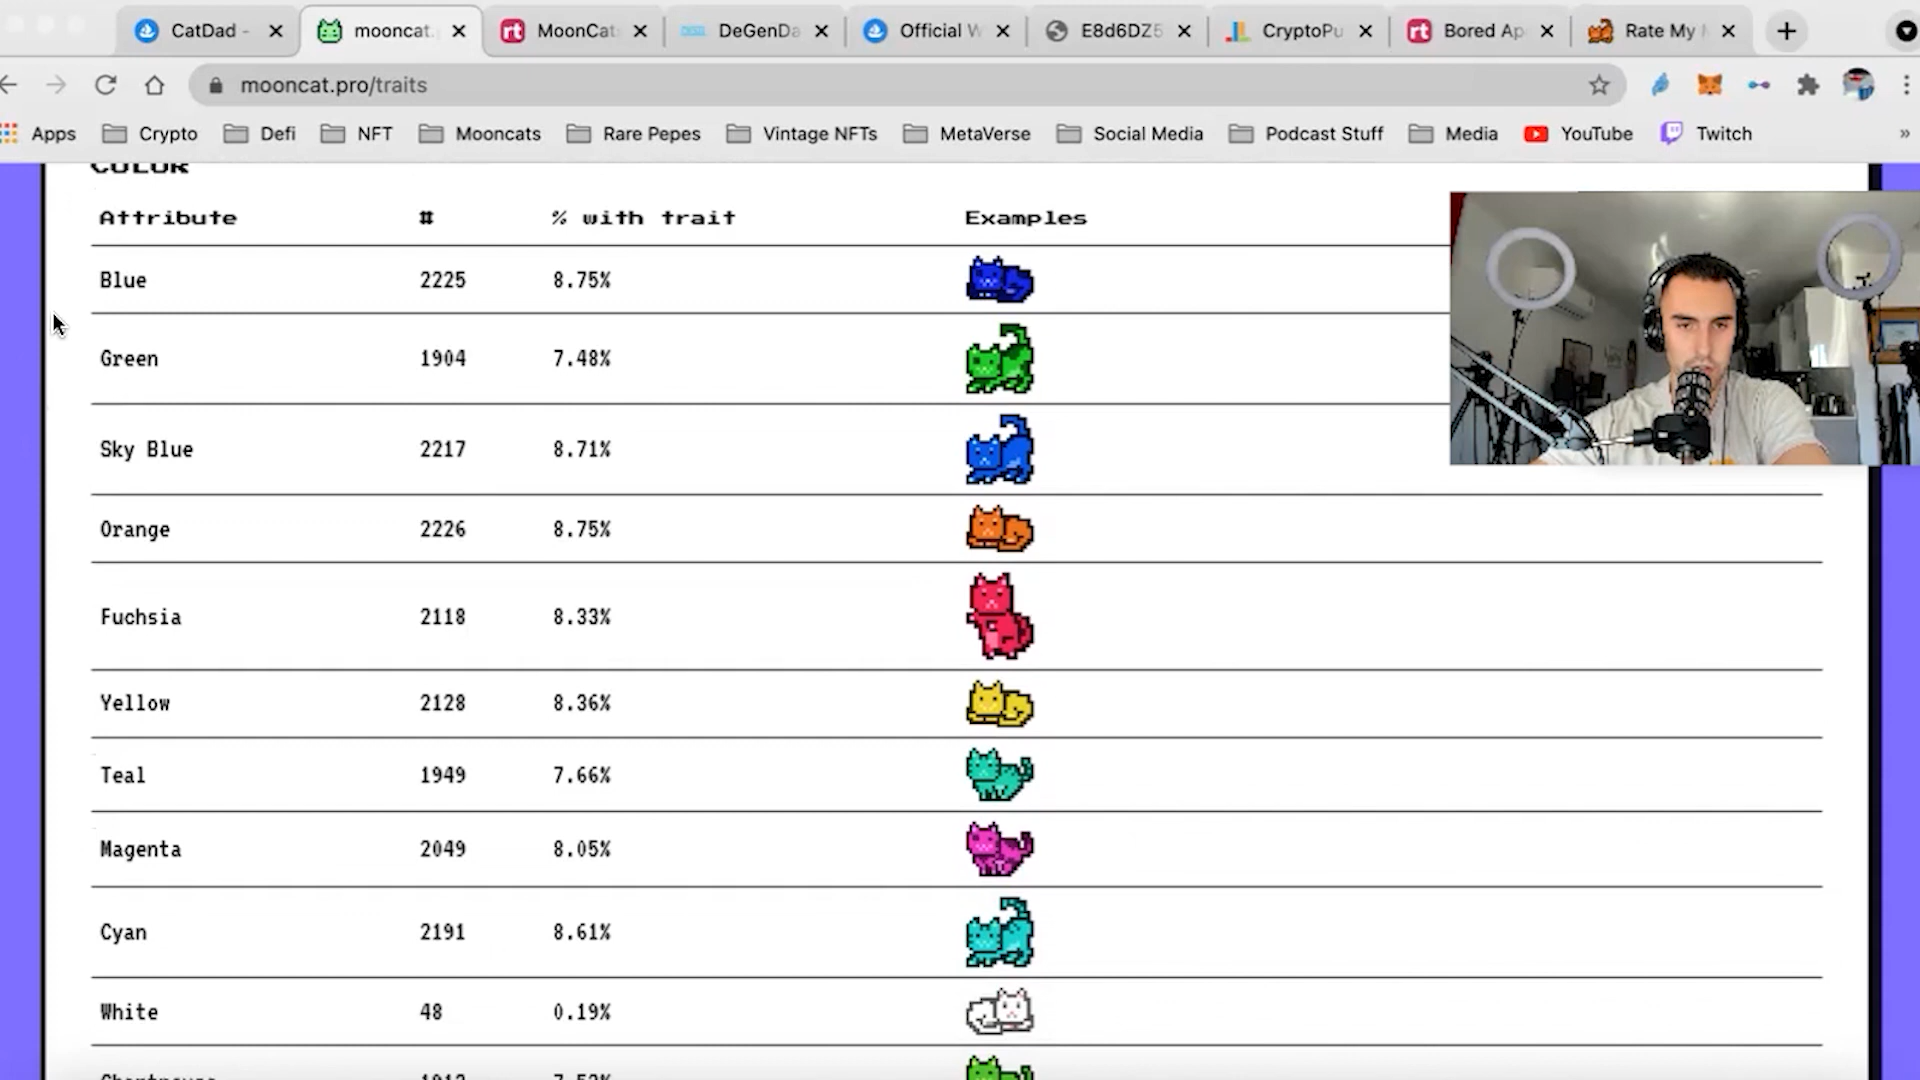 CatDad -
mooncat.
MoonCat
DeGenDa
Official W
E8d6DZ5
CryptoPu
Bored Ap
Rate My
mooncat.pro/traits
Apps
Crypto
Defi
NFT
Mooncats
Rare Pepes
Vintage NFTs
MetaVerse
Social Media
Podcast Stuff
Media
YouTube
Twitch
COLOR
Attribute # % with trait Examples
Blue 2225 8.75%
Green 1904 7.48%
Sky Blue 2217 8.71%
Orange 2226 8.75%
Fuchsia 2118 8.33%
Yellow 2128 8.36%
Teal 1949 7.66%
Magenta 2049 8.05%
Cyan 2191 8.61%
White 48 0.19%